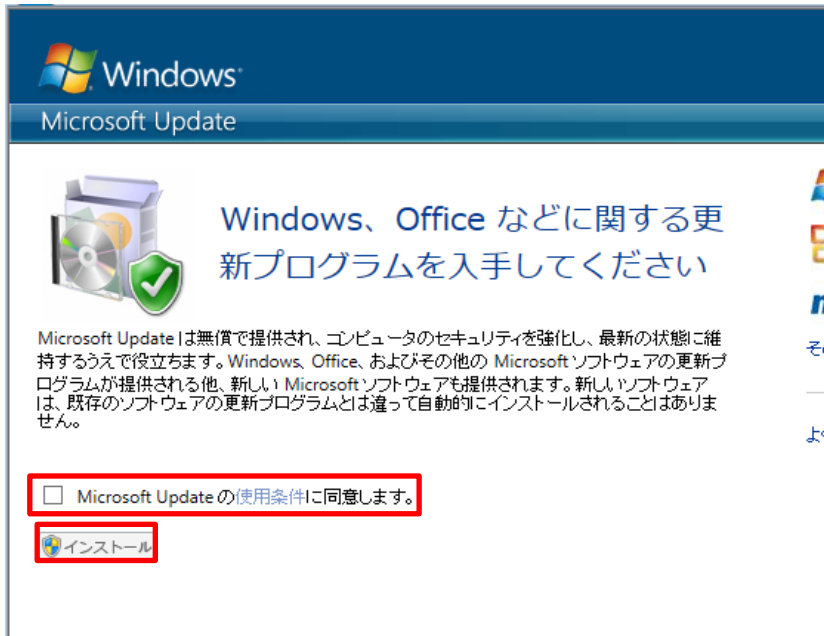 Windows
Microsoft Update
Windows、Office などに関する更
新プログラムを入手してください
Microsoft Update は無償で提供され、コンピュータのセキュリティを強化し、最新の状態に維
持するうえで役立ちます。Windows、Office、およびその他の Microsoft ソフトウェアの更新プ
ログラムが提供される他、新しい Microsoft ソフトウェアも提供されます。新しいソフトウェア
は、既存のソフトウェアの更新プログラムとは違って自動的にインストールされることはありま
せん。
Microsoft Update の使用条件に同意します。
インストール